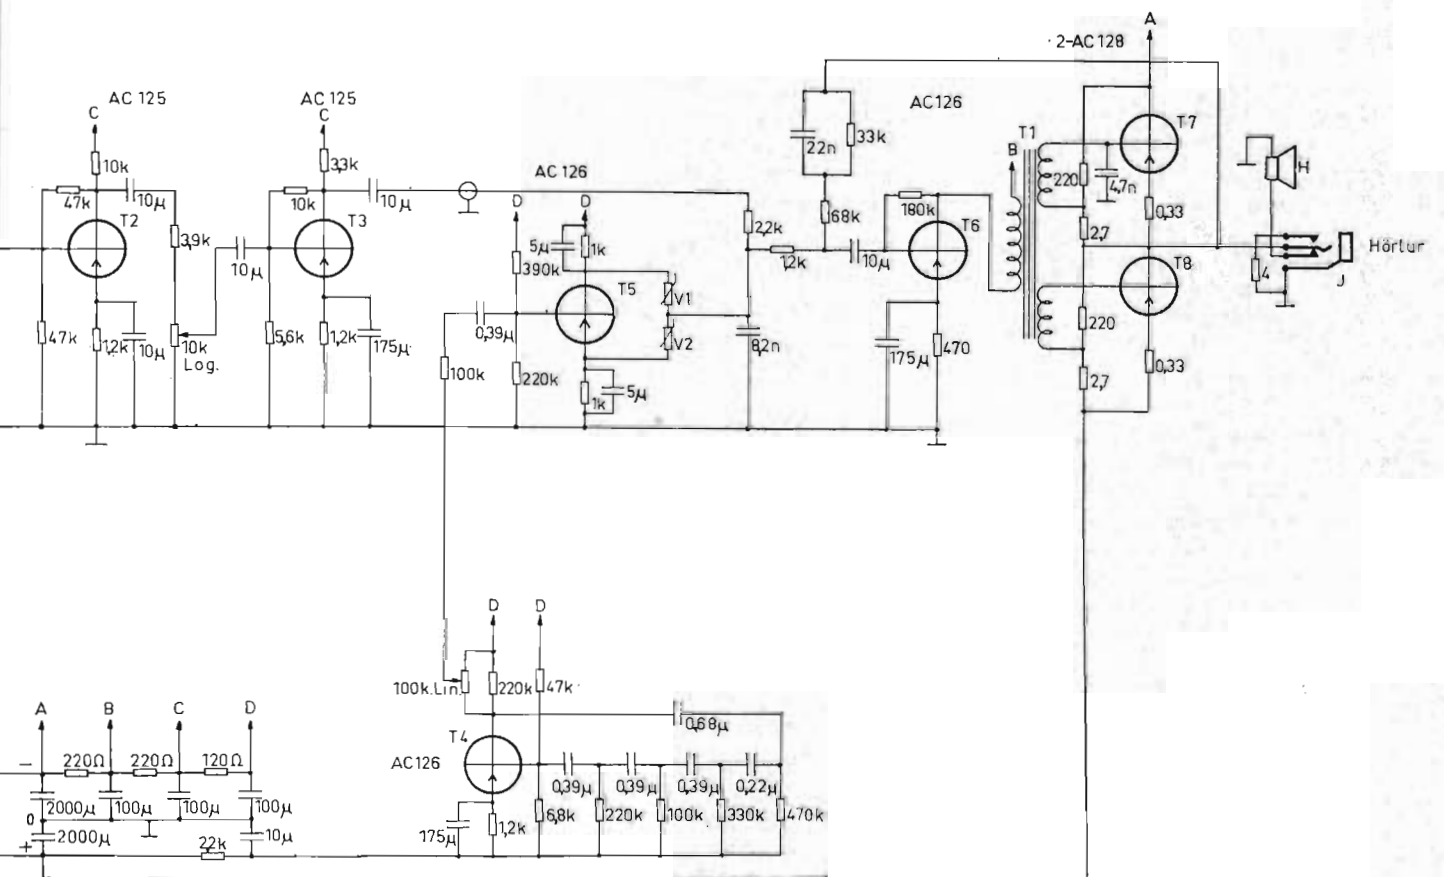 A
2-AC 128
AC 125
AC 125
AC 126
C
C
T7
22n
33k
T1
B
H
10k
3,3k
AC 126
220
4,7n
47k
10µ
10k
10µ
D
D
180k
0,33
T2
T3
5µ
1k
2,2k
68k
T6
2,7
3,9k
390k
12k
10µ
T8
Hörlur
10µ
T5
V1
4
J
47k
1,2k
10µ
10k
Log.
5,6k
1,2k
175µ
0,39µ
V2
8,2n
175µ
470
220
0,33
100k
220k
1k
5µ
2,7
D
D
100k.Lin.
220k
47k
A
B
C
D
0,68µ
T4
−
220Ω
220Ω
120Ω
AC126
0,39µ
0,39µ
0,39µ
0,22µ
2000µ
100µ
100µ
100µ
0
175µ
1,2k
6,8k
220k
100k
330k
470k
+
2000µ
22k
10µ